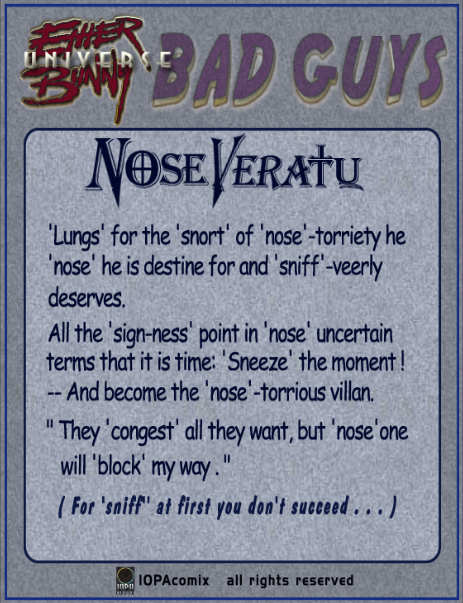 ETHER
UNIVERSE
BUNNY
BAD GUYS
NOSEVERATU
'Lungs' for the 'snort' of 'nose'-torriety he
'nose' he is destine for and 'sniff'-veerly
deserves.
All the 'sign-ness' point in 'nose' uncertain
terms that it is time: 'Sneeze' the moment !
-- And become the 'nose'-torrious villan.
" They 'congest' all they want, but 'nose'one
will 'block' my way . "
( For 'sniff'' at first you don't succeed . . . )
IOPA
COMIX
IOPAcomix all rights reserved